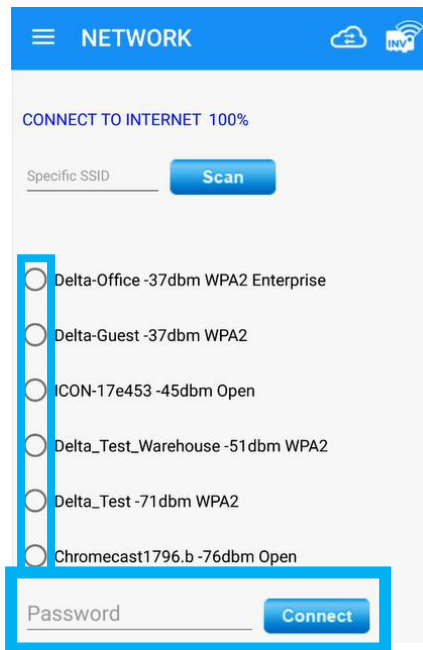 NETWORK
INV
CONNECT TO INTERNET 100%
Specific SSID Scan
Delta-Office -37dbm WPA2 Enterprise
Delta-Guest -37dbm WPA2
ICON-17e453 -45dbm Open
Delta_Test_Warehouse -51dbm WPA2
Delta_Test -71dbm WPA2
Chromecast1796.b -76dbm Open
Password Connect